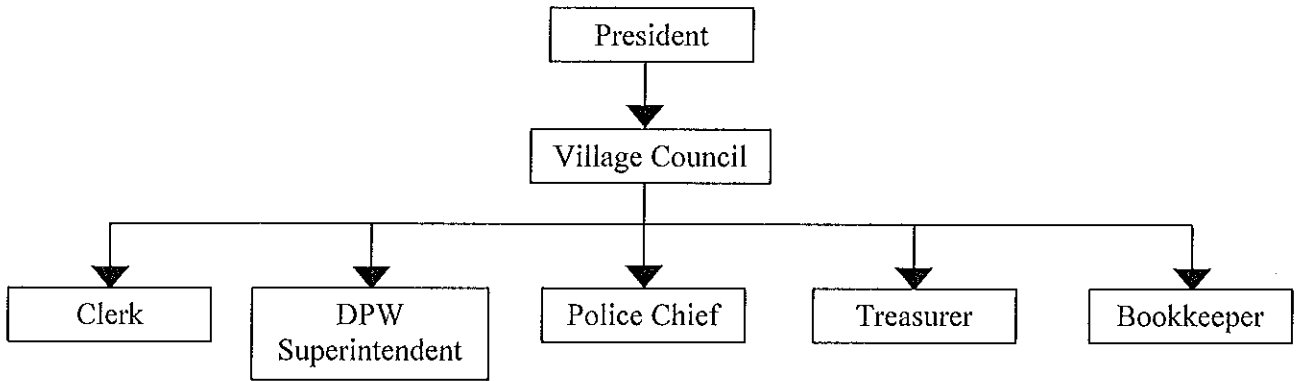 President
Village Council
Clerk
DPW
Superintendent
Police Chief
Treasurer
Bookkeeper